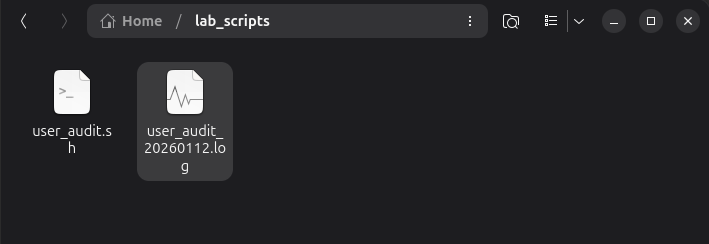 Home / lab_scripts
user_audit.s
h
user_audit_
20260112.lo
g